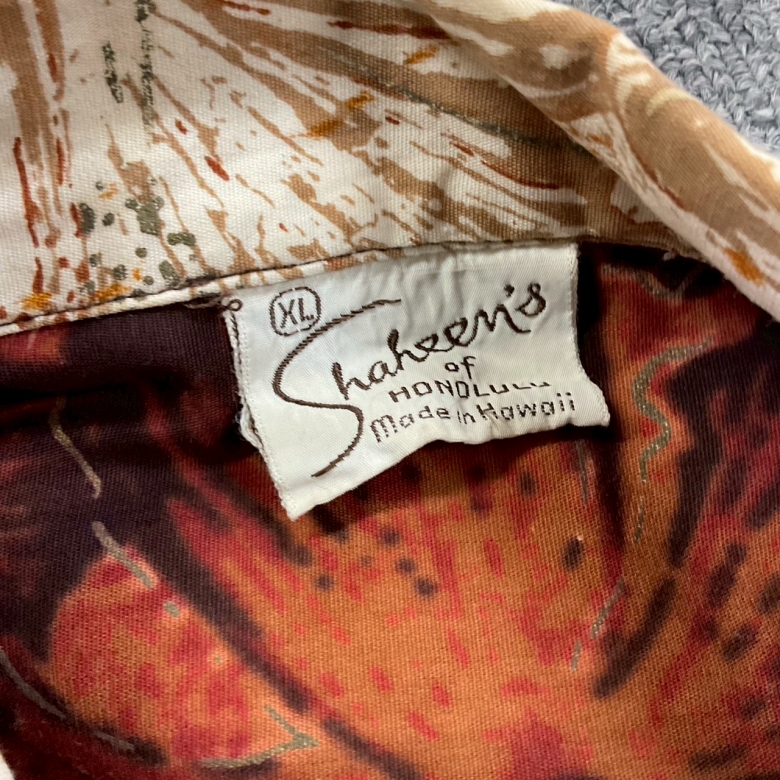 XL
Shaheen's
of
HONOLULU
Made in Hawaii